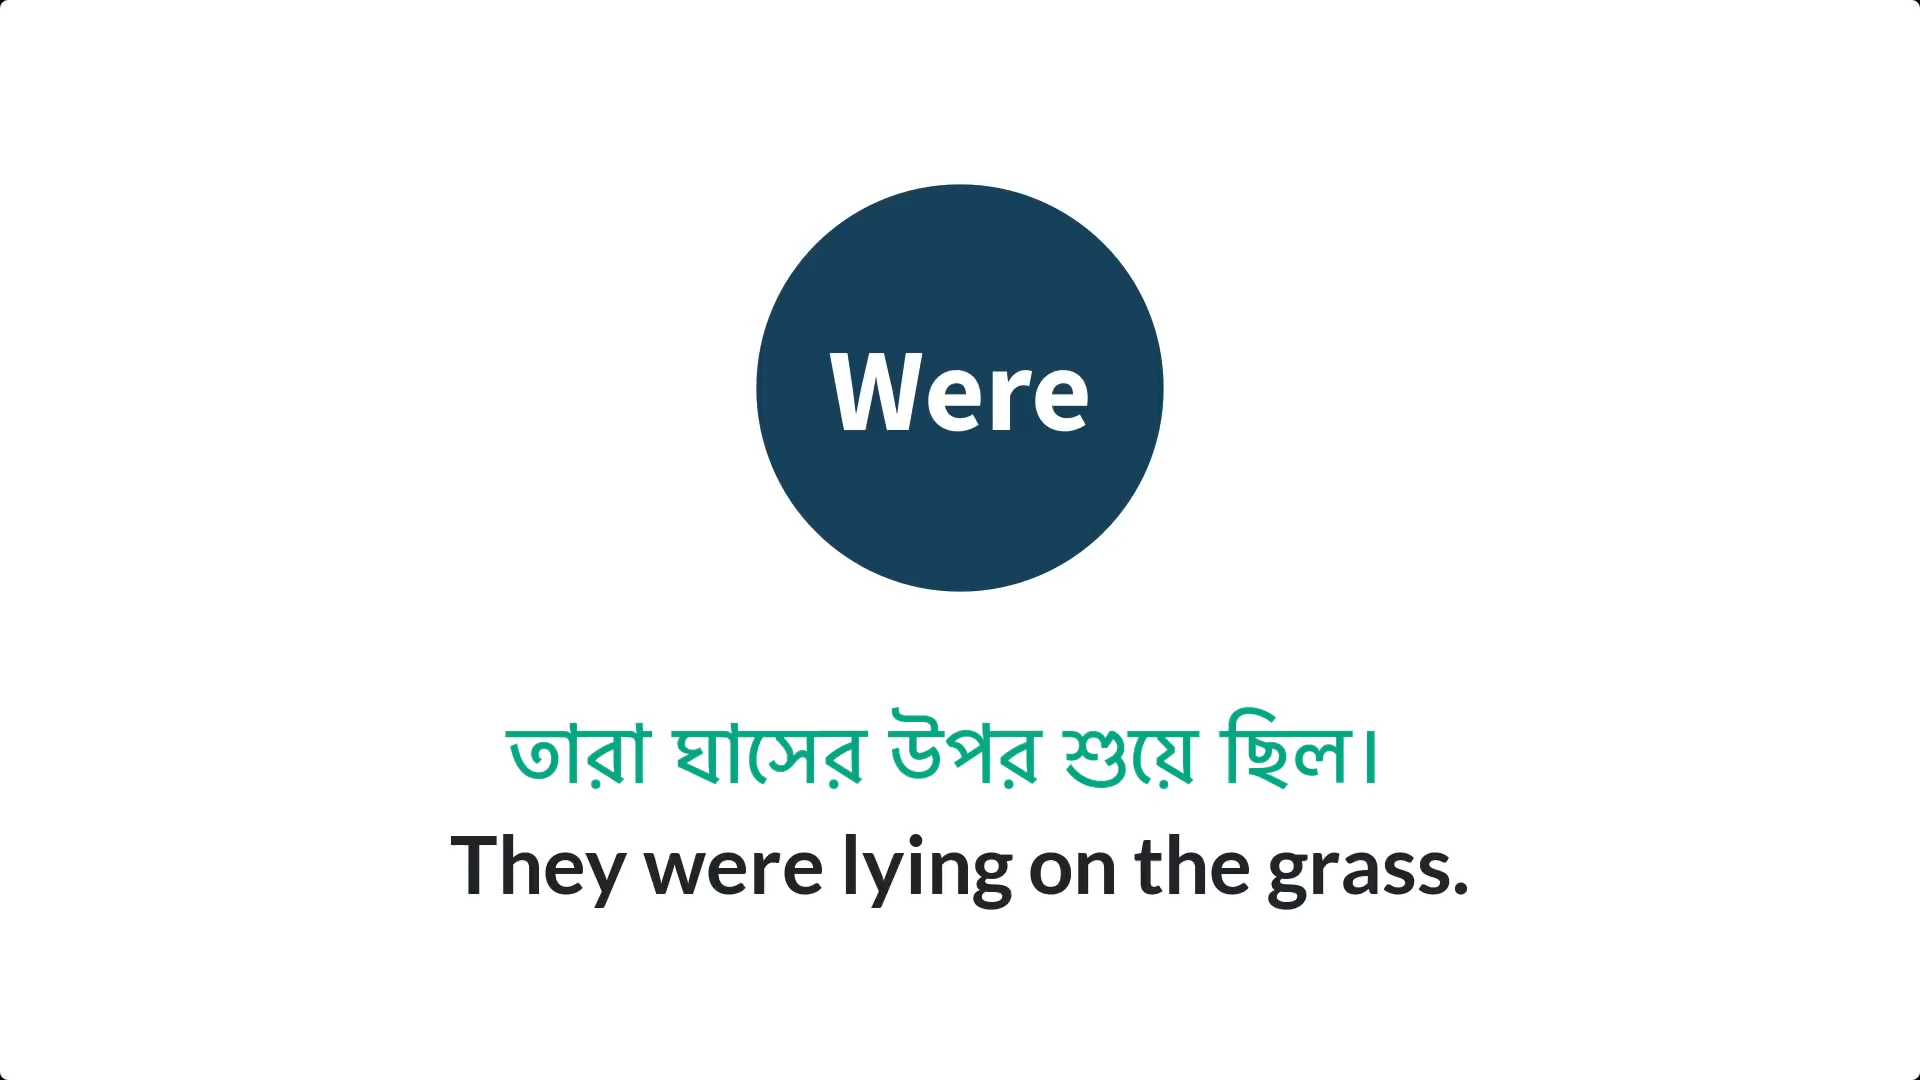 Were
তারা ঘাসের উপর শুয়ে ছিল।
They were lying on the grass.